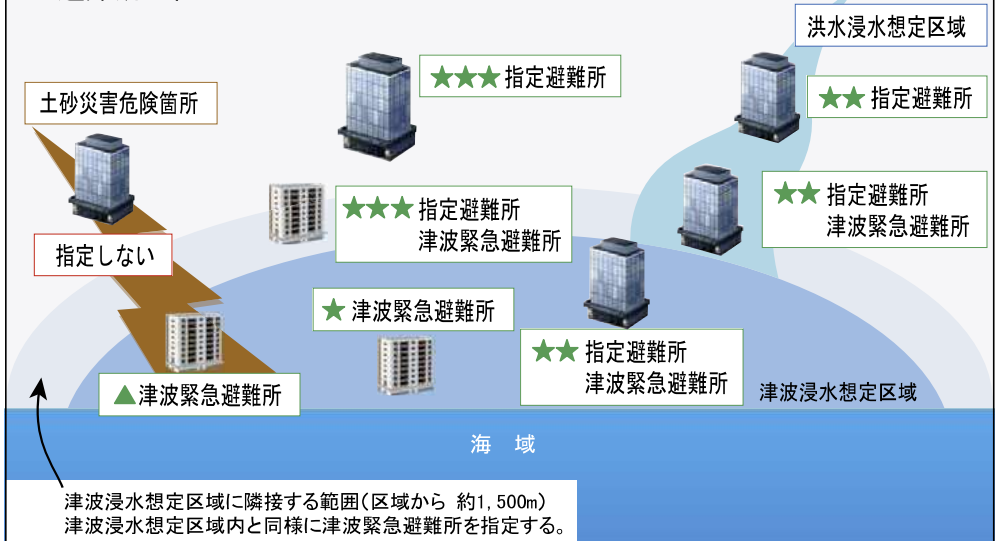 洪水浸水想定区域
★★★指定避難所
土砂災害危険箇所
★★指定避難所
★★指定避難所
津波緊急避難所
★★★指定避難所
津波緊急避難所
指定しない
★津波緊急避難所
★★指定避難所
津波緊急避難所
▲津波緊急避難所
津波浸水想定区域
海域
津波浸水想定区域に隣接する範囲(区域から 約1,500m)
津波浸水想定区域内と同様に津波緊急避難所を指定する。